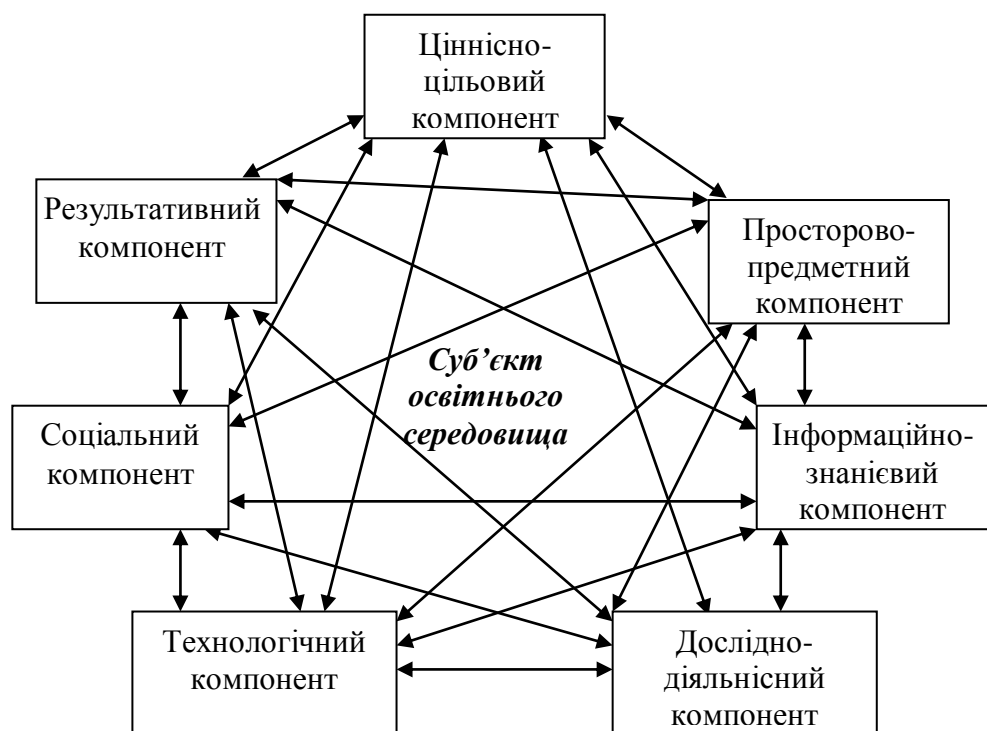 Ціннісно-
цільовий
компонент
Результативний
компонент
Просторово-
предметний
компонент
Суб’єкт
освітнього
середовища
Соціальний
компонент
Інформаційно-
знанієвий
компонент
Технологічний
компонент
Дослідно-
діяльнісний
компонент